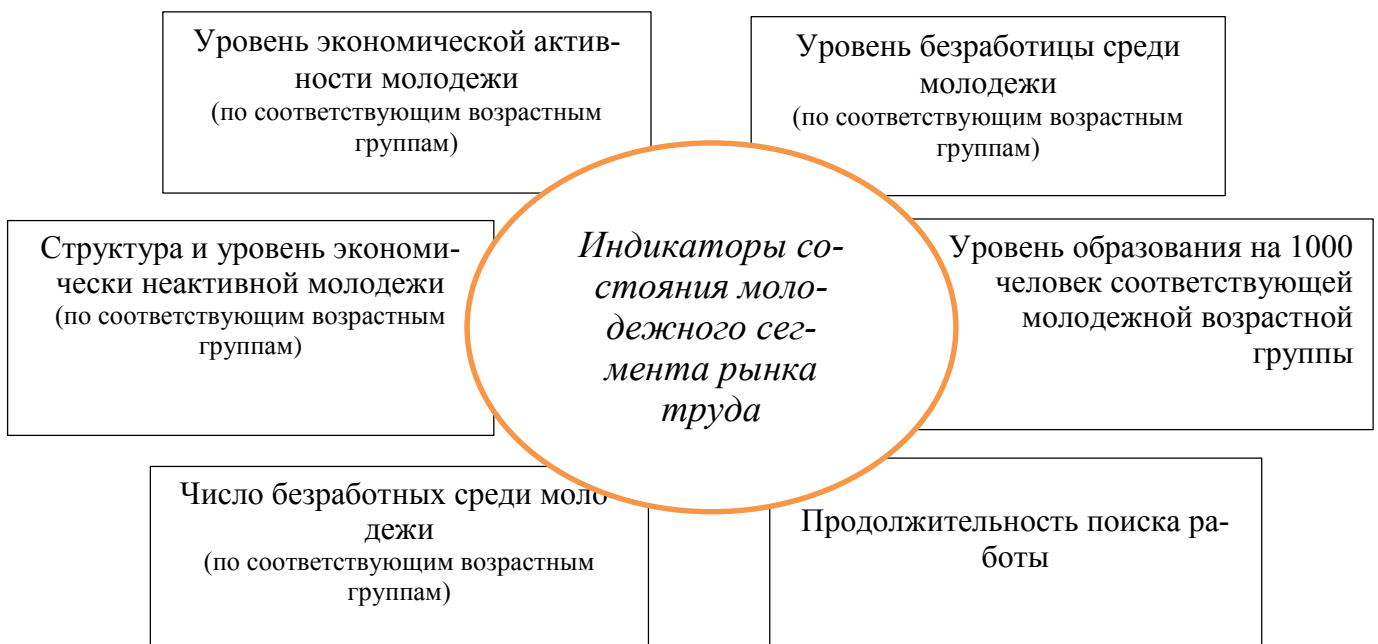 Уровень экономической актив-
ности молодежи
(по соответствующим возрастным
группам)
Уровень безработицы среди
молодежи
(по соответствующим возрастным
группам)
Структура и уровень экономи-
чески неактивной молодежи
(по соответствующим возрастным
группам)
Индикаторы со-
стояния моло-
дежного сег-
мента рынка
труда
Уровень образования на 1000
человек соответствующей
молодежной возрастной
группы
Число безработных среди моло-
дежи
(по соответствующим возрастным
группам)
Продолжительность поиска ра-
боты